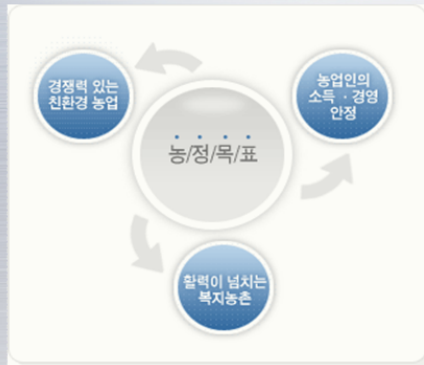 경쟁력 있는
친환경 농업
농업인의
소득 · 경영
안정
농/정/목/표
활력이 넘치는
복지농촌